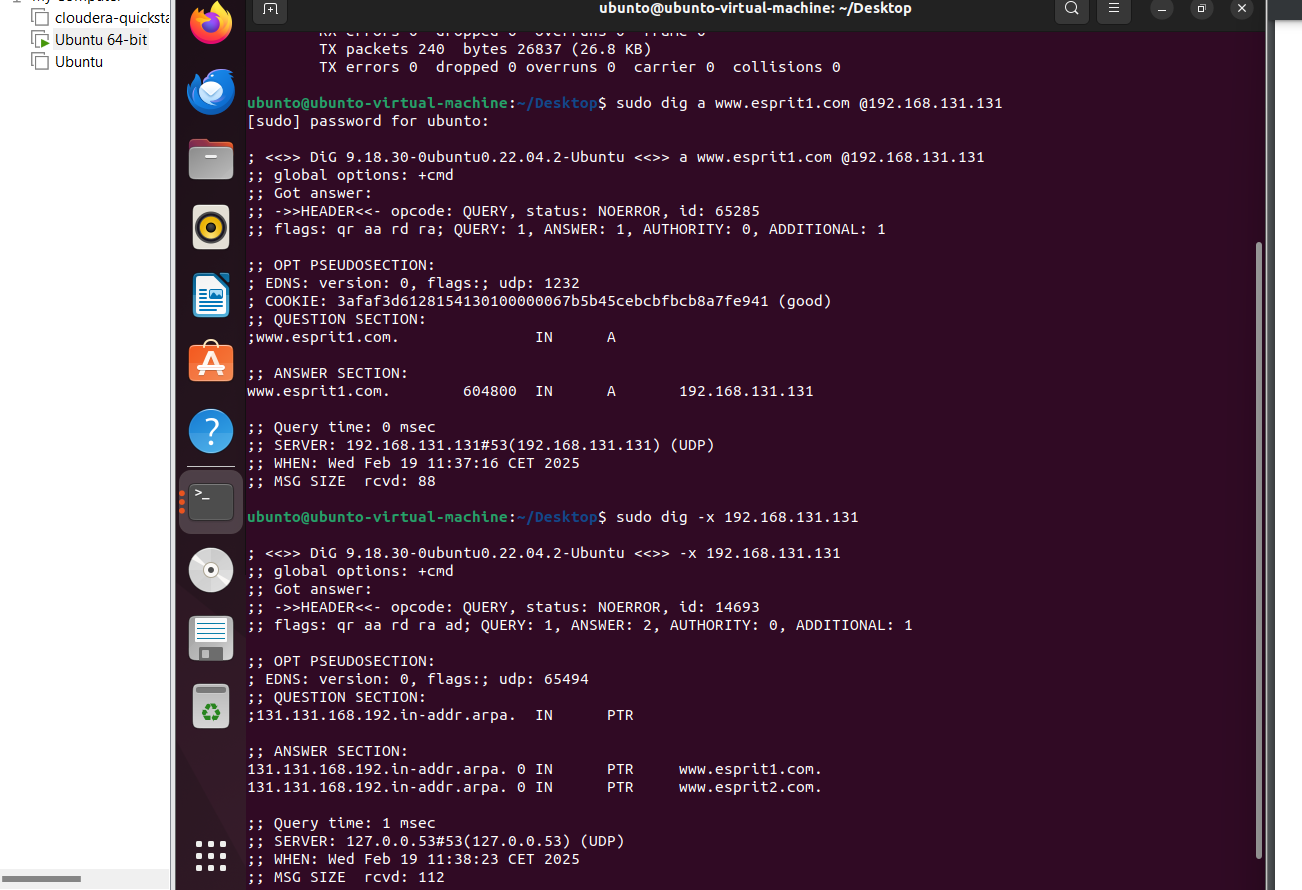 My Computer
cloudera-quicksta
Ubuntu 64-bit
Ubuntu
ubunto@ubunto-virtual-machine: ~/Desktop
RX errors 0  dropped 0  overruns 0  frame 0
TX packets 240  bytes 26837 (26.8 KB)
TX errors 0  dropped 0 overruns 0  carrier 0  collisions 0
ubunto@ubunto-virtual-machine:~/Desktop$ sudo dig a www.esprit1.com @192.168.131.131
[sudo] password for ubunto:
; <<>> DiG 9.18.30-0ubuntu0.22.04.2-Ubuntu <<>> a www.esprit1.com @192.168.131.131
;; global options: +cmd
;; Got answer:
;; ->>HEADER<<- opcode: QUERY, status: NOERROR, id: 65285
;; flags: qr aa rd ra; QUERY: 1, ANSWER: 1, AUTHORITY: 0, ADDITIONAL: 1
;; OPT PSEUDOSECTION:
; EDNS: version: 0, flags:; udp: 1232
; COOKIE: 3afaf3d6128154130100000067b5b45cebcbfbcb8a7fe941 (good)
;; QUESTION SECTION:
;www.esprit1.com.		IN	A
;; ANSWER SECTION:
www.esprit1.com.	604800	IN	A	192.168.131.131
;; Query time: 0 msec
;; SERVER: 192.168.131.131#53(192.168.131.131) (UDP)
;; WHEN: Wed Feb 19 11:37:16 CET 2025
;; MSG SIZE  rcvd: 88
ubunto@ubunto-virtual-machine:~/Desktop$ sudo dig -x 192.168.131.131
; <<>> DiG 9.18.30-0ubuntu0.22.04.2-Ubuntu <<>> -x 192.168.131.131
;; global options: +cmd
;; Got answer:
;; ->>HEADER<<- opcode: QUERY, status: NOERROR, id: 14693
;; flags: qr aa rd ra ad; QUERY: 1, ANSWER: 2, AUTHORITY: 0, ADDITIONAL: 1
;; OPT PSEUDOSECTION:
; EDNS: version: 0, flags:; udp: 65494
;; QUESTION SECTION:
;131.131.168.192.in-addr.arpa.	IN	PTR
;; ANSWER SECTION:
131.131.168.192.in-addr.arpa. 0	IN	PTR	www.esprit1.com.
131.131.168.192.in-addr.arpa. 0	IN	PTR	www.esprit2.com.
;; Query time: 1 msec
;; SERVER: 127.0.0.53#53(127.0.0.53) (UDP)
;; WHEN: Wed Feb 19 11:38:23 CET 2025
;; MSG SIZE  rcvd: 112